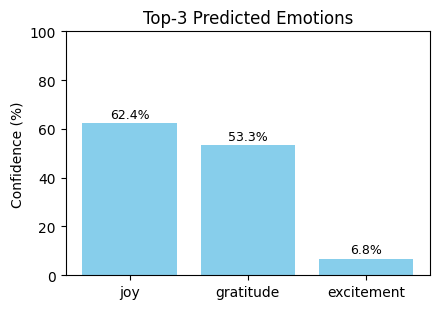 Top-3 Predicted Emotions
Confidence (%)
100
80
60
40
20
0
62.4%
53.3%
6.8%
joy
gratitude
excitement